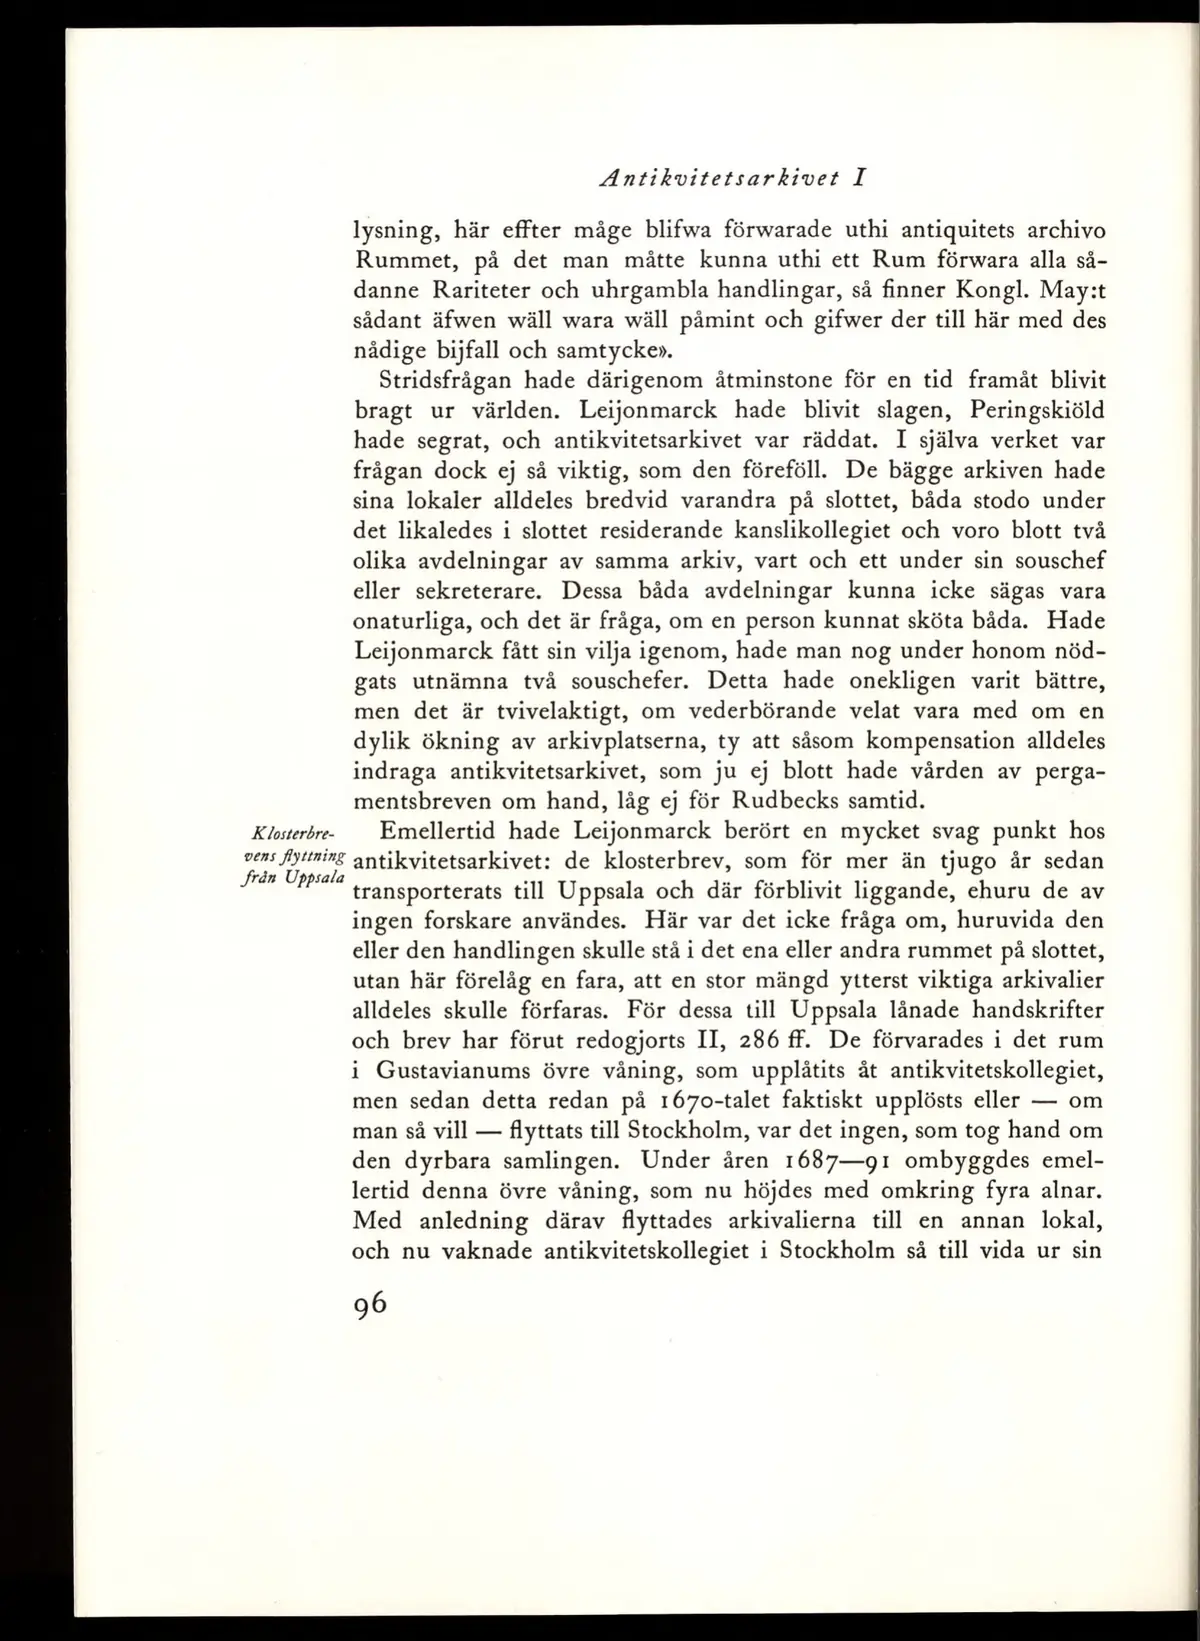 Antikvitetsarkivet I
lysning, här effter måge blifwa förwarade uthi antiquitets archivo
Rummet, på det man måtte kunna uthi ett Rum förwara alla så-
danne Rariteter och uhrgambla handlingar, så finner Kongl. May:t
sådant äfwen wäll wara wäll påmint och gifwer der till här med des
nådige bijfall och samtycke».
Stridsfrågan hade därigenom åtminstone för en tid framåt blivit
bragt ur världen. Leijonmarck hade blivit slagen, Peringskiöld
hade segrat, och antikvitetsarkivet var räddat. I själva verket var
frågan dock ej så viktig, som den föreföll. De bägge arkiven hade
sina lokaler alldeles bredvid varandra på slottet, båda stodo under
det likaledes i slottet residerande kanslikollegiet och voro blott två
olika avdelningar av samma arkiv, vart och ett under sin souschef
eller sekreterare. Dessa båda avdelningar kunna icke sägas vara
onaturliga, och det är fråga, om en person kunnat sköta båda. Hade
Leijonmarck fått sin vilja igenom, hade man nog under honom nöd-
gats utnämna två souschefer. Detta hade onekligen varit bättre,
men det är tvivelaktigt, om vederbörande velat vara med om en
dylik ökning av arkivplatserna, ty att såsom kompensation alldeles
indraga antikvitetsarkivet, som ju ej blott hade vården av perga-
mentsbreven om hand, låg ej för Rudbecks samtid.
Klosterbre-
vens flyttning
från Uppsala
Emellertid hade Leijonmarck berört en mycket svag punkt hos
antikvitetsarkivet: de klosterbrev, som för mer än tjugo år sedan
transporterats till Uppsala och där förblivit liggande, ehuru de av
ingen forskare användes. Här var det icke fråga om, huruvida den
eller den handlingen skulle stå i det ena eller andra rummet på slottet,
utan här förelåg en fara, att en stor mängd ytterst viktiga arkivalier
alldeles skulle förfaras. För dessa till Uppsala lånade handskrifter
och brev har förut redogjorts II, 286 ff. De förvarades i det rum
i Gustavianums övre våning, som upplåtits åt antikvitetskollegiet,
men sedan detta redan på 1670-talet faktiskt upplösts eller — om
man så vill — flyttats till Stockholm, var det ingen, som tog hand om
den dyrbara samlingen. Under åren 1687—91 ombyggdes emel-
lertid denna övre våning, som nu höjdes med omkring fyra alnar.
Med anledning därav flyttades arkivalierna till en annan lokal,
och nu vaknade antikvitetskollegiet i Stockholm så till vida ur sin
96